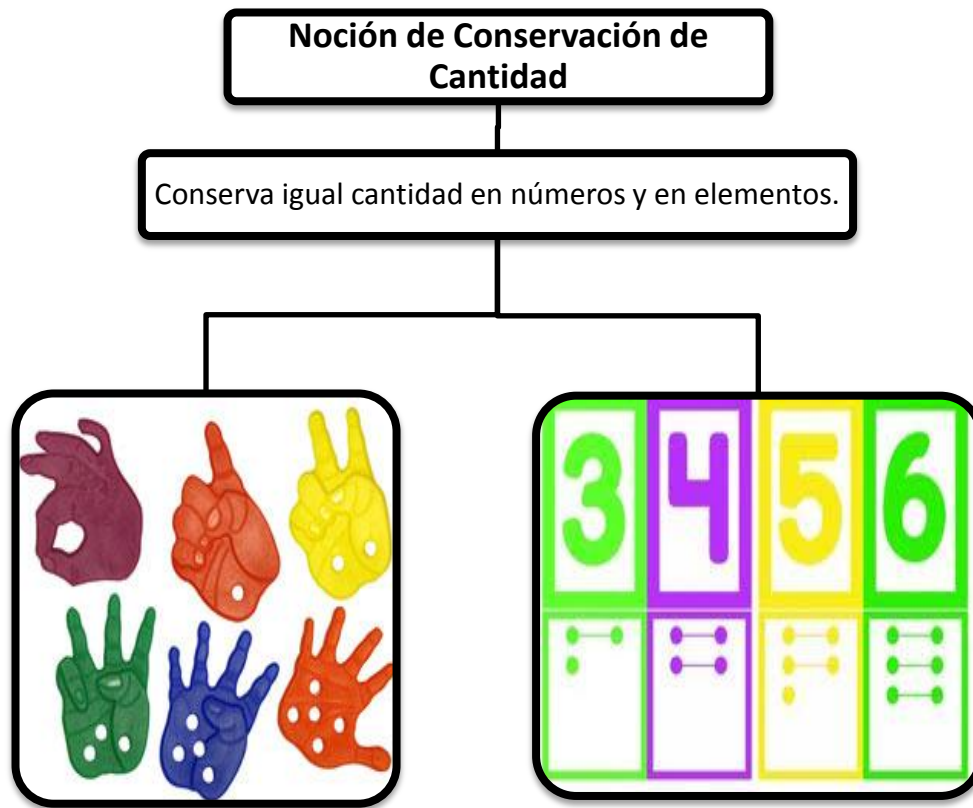 Noción de Conservación de
Cantidad
Conserva igual cantidad en números y en elementos.
3 4 5 6